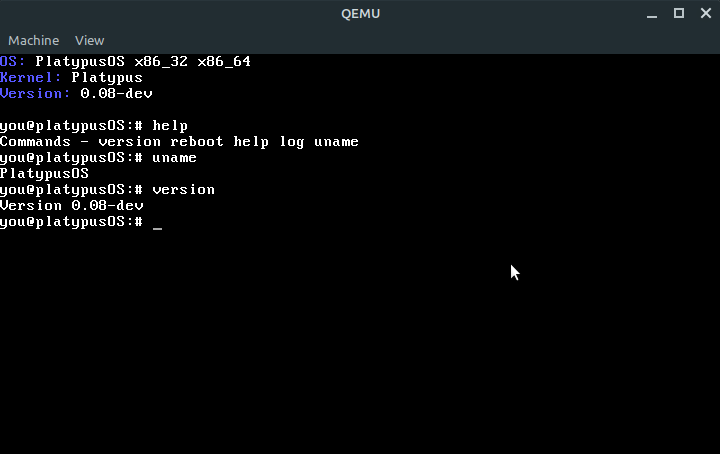 QEMU
Machine View
OS: PlatypusOS x86_32 x86_64
Kernel: Platypus
Version: 0.08-dev
you@platypusOS:# help
Commands - version reboot help log uname
you@platypusOS:# uname
PlatypusOS
you@platypusOS:# version
Version 0.08-dev
you@platypusOS:# _